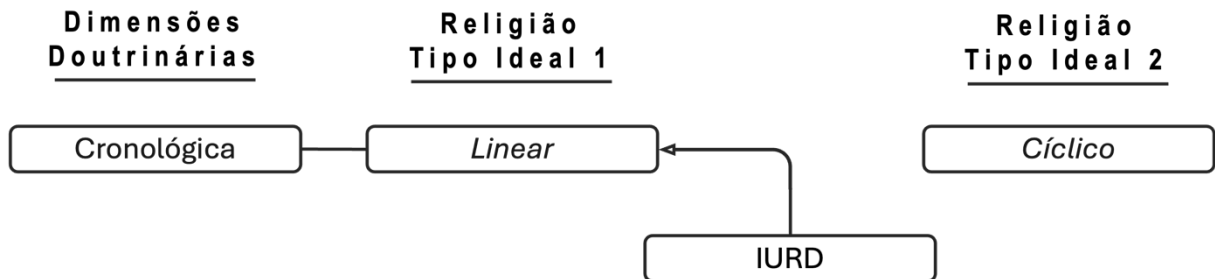 Dimensões
Doutrinárias
Religião
Tipo Ideal 1
Religião
Tipo Ideal 2
Cronológica
Linear
Cíclico
IURD